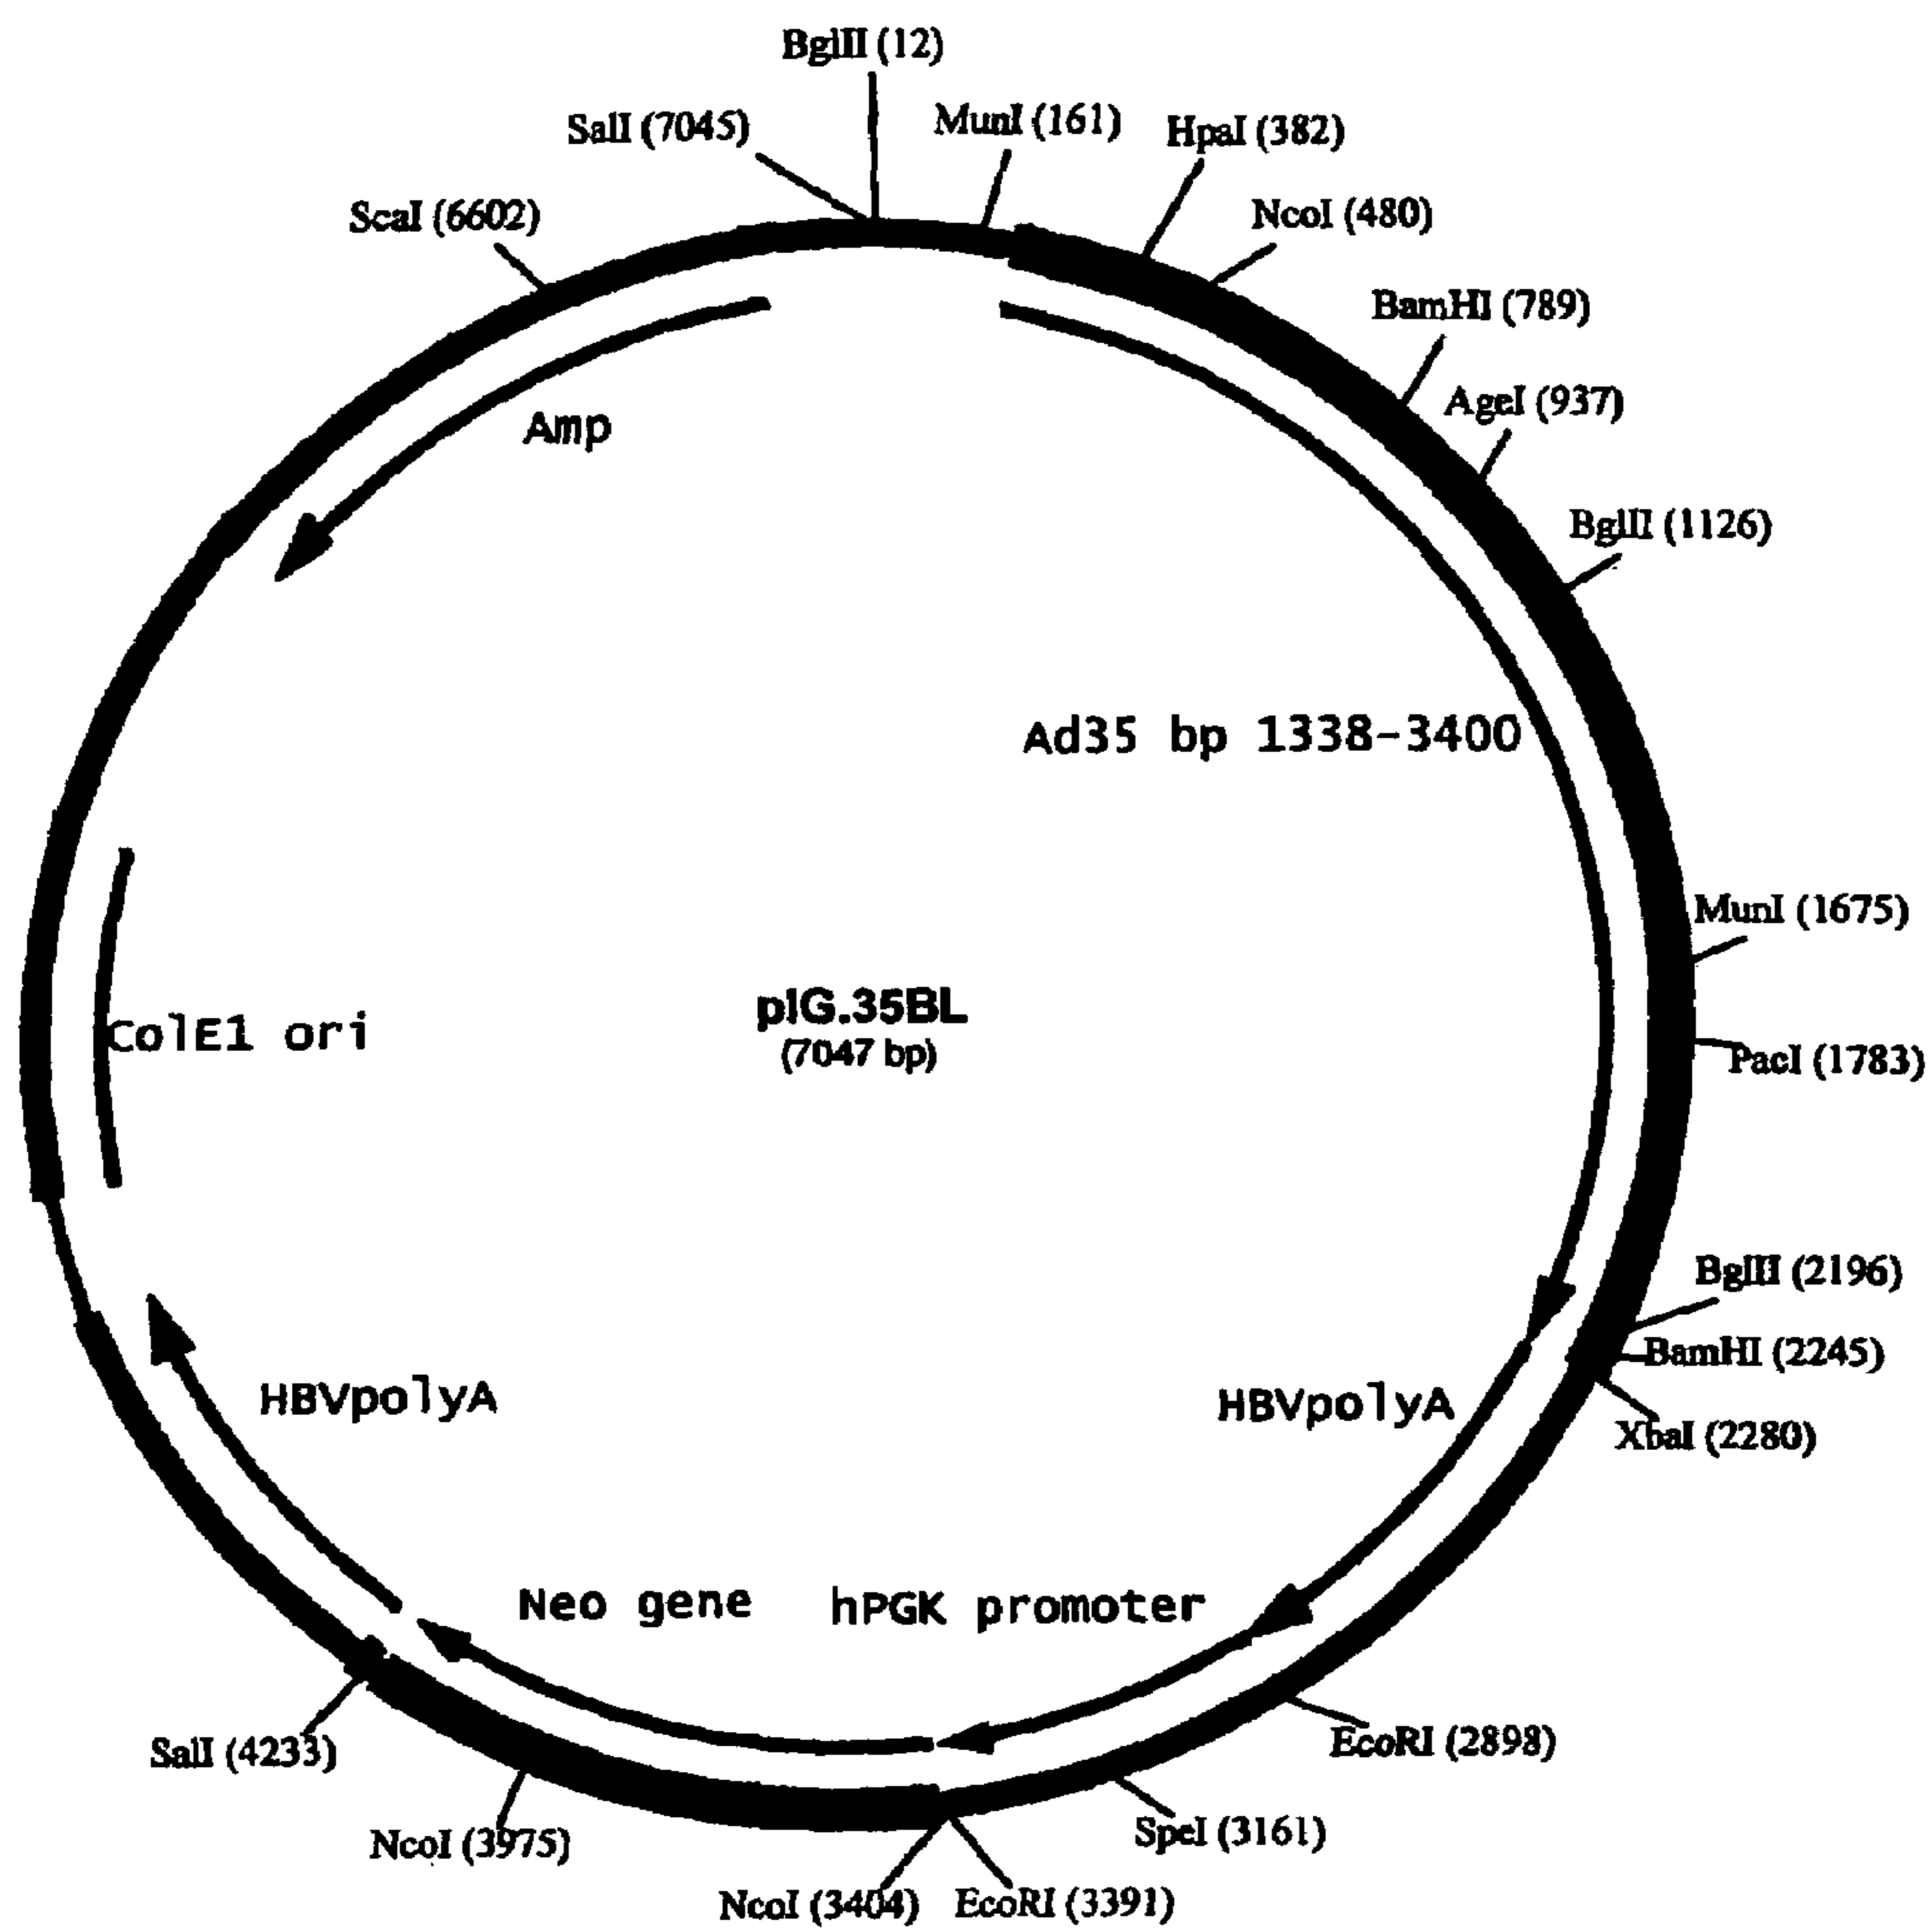 BglII (12)
SalI (7045)
MunI (161)
HpaI (382)
ScaI (6602)
NcoI (480)
BamHI (789)
AgeI (937)
Amp
BglII (1126)
Ad35 bp 1338-3400
MunI (1675)
pIG.35BL
(7047 bp)
ColE1 ori
PacI (1783)
BglII (2196)
BamHI (2245)
HBVpolyA
HBVpolyA
XbaI (2280)
Neo gene
hPGK promoter
EcoRI (2898)
SalI (4233)
SpeI (3161)
NcoI (3975)
NcoI (3404)
EcoRI (3391)